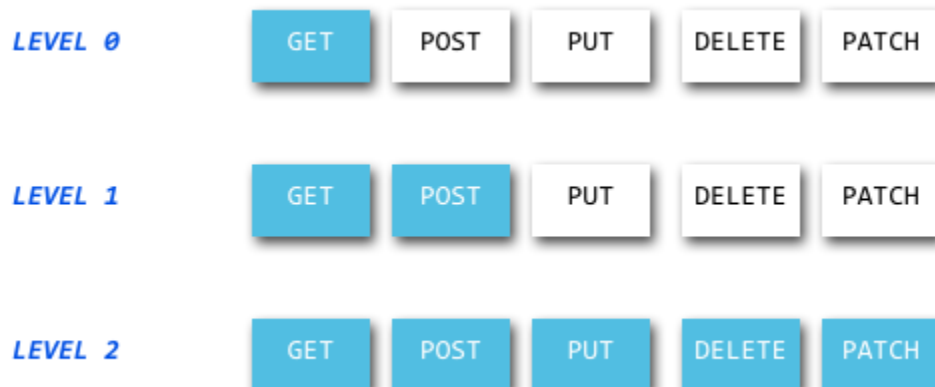 LEVEL 0 GET POST PUT DELETE PATCH
LEVEL 1 GET POST PUT DELETE PATCH
LEVEL 2 GET POST PUT DELETE PATCH